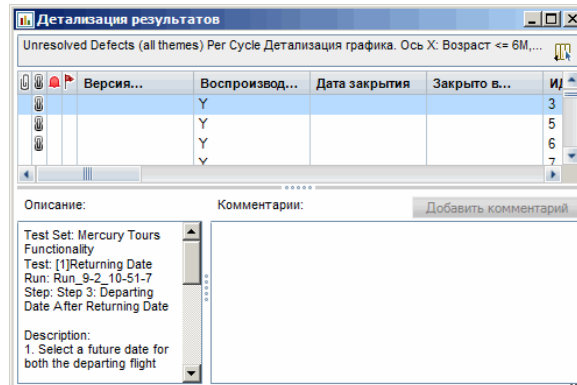 Детализация результатов
Unresolved Defects (all themes) Per Cycle Детализация графика. Ось X: Возраст <= 6M,...
Версия... Воспроизвод... Дата закрытия Закрыто в...
Y 3
Y 5
Y 6
Y 7
Описание: Комментарии: Добавить комментарий
Test Set: Mercury Tours
Functionality
Test: [1]Returning Date
Run: Run_9-2_10-51-7
Step: Step 3: Departing
Date After Returning Date
Description:
1. Select a future date for
both the departing flight